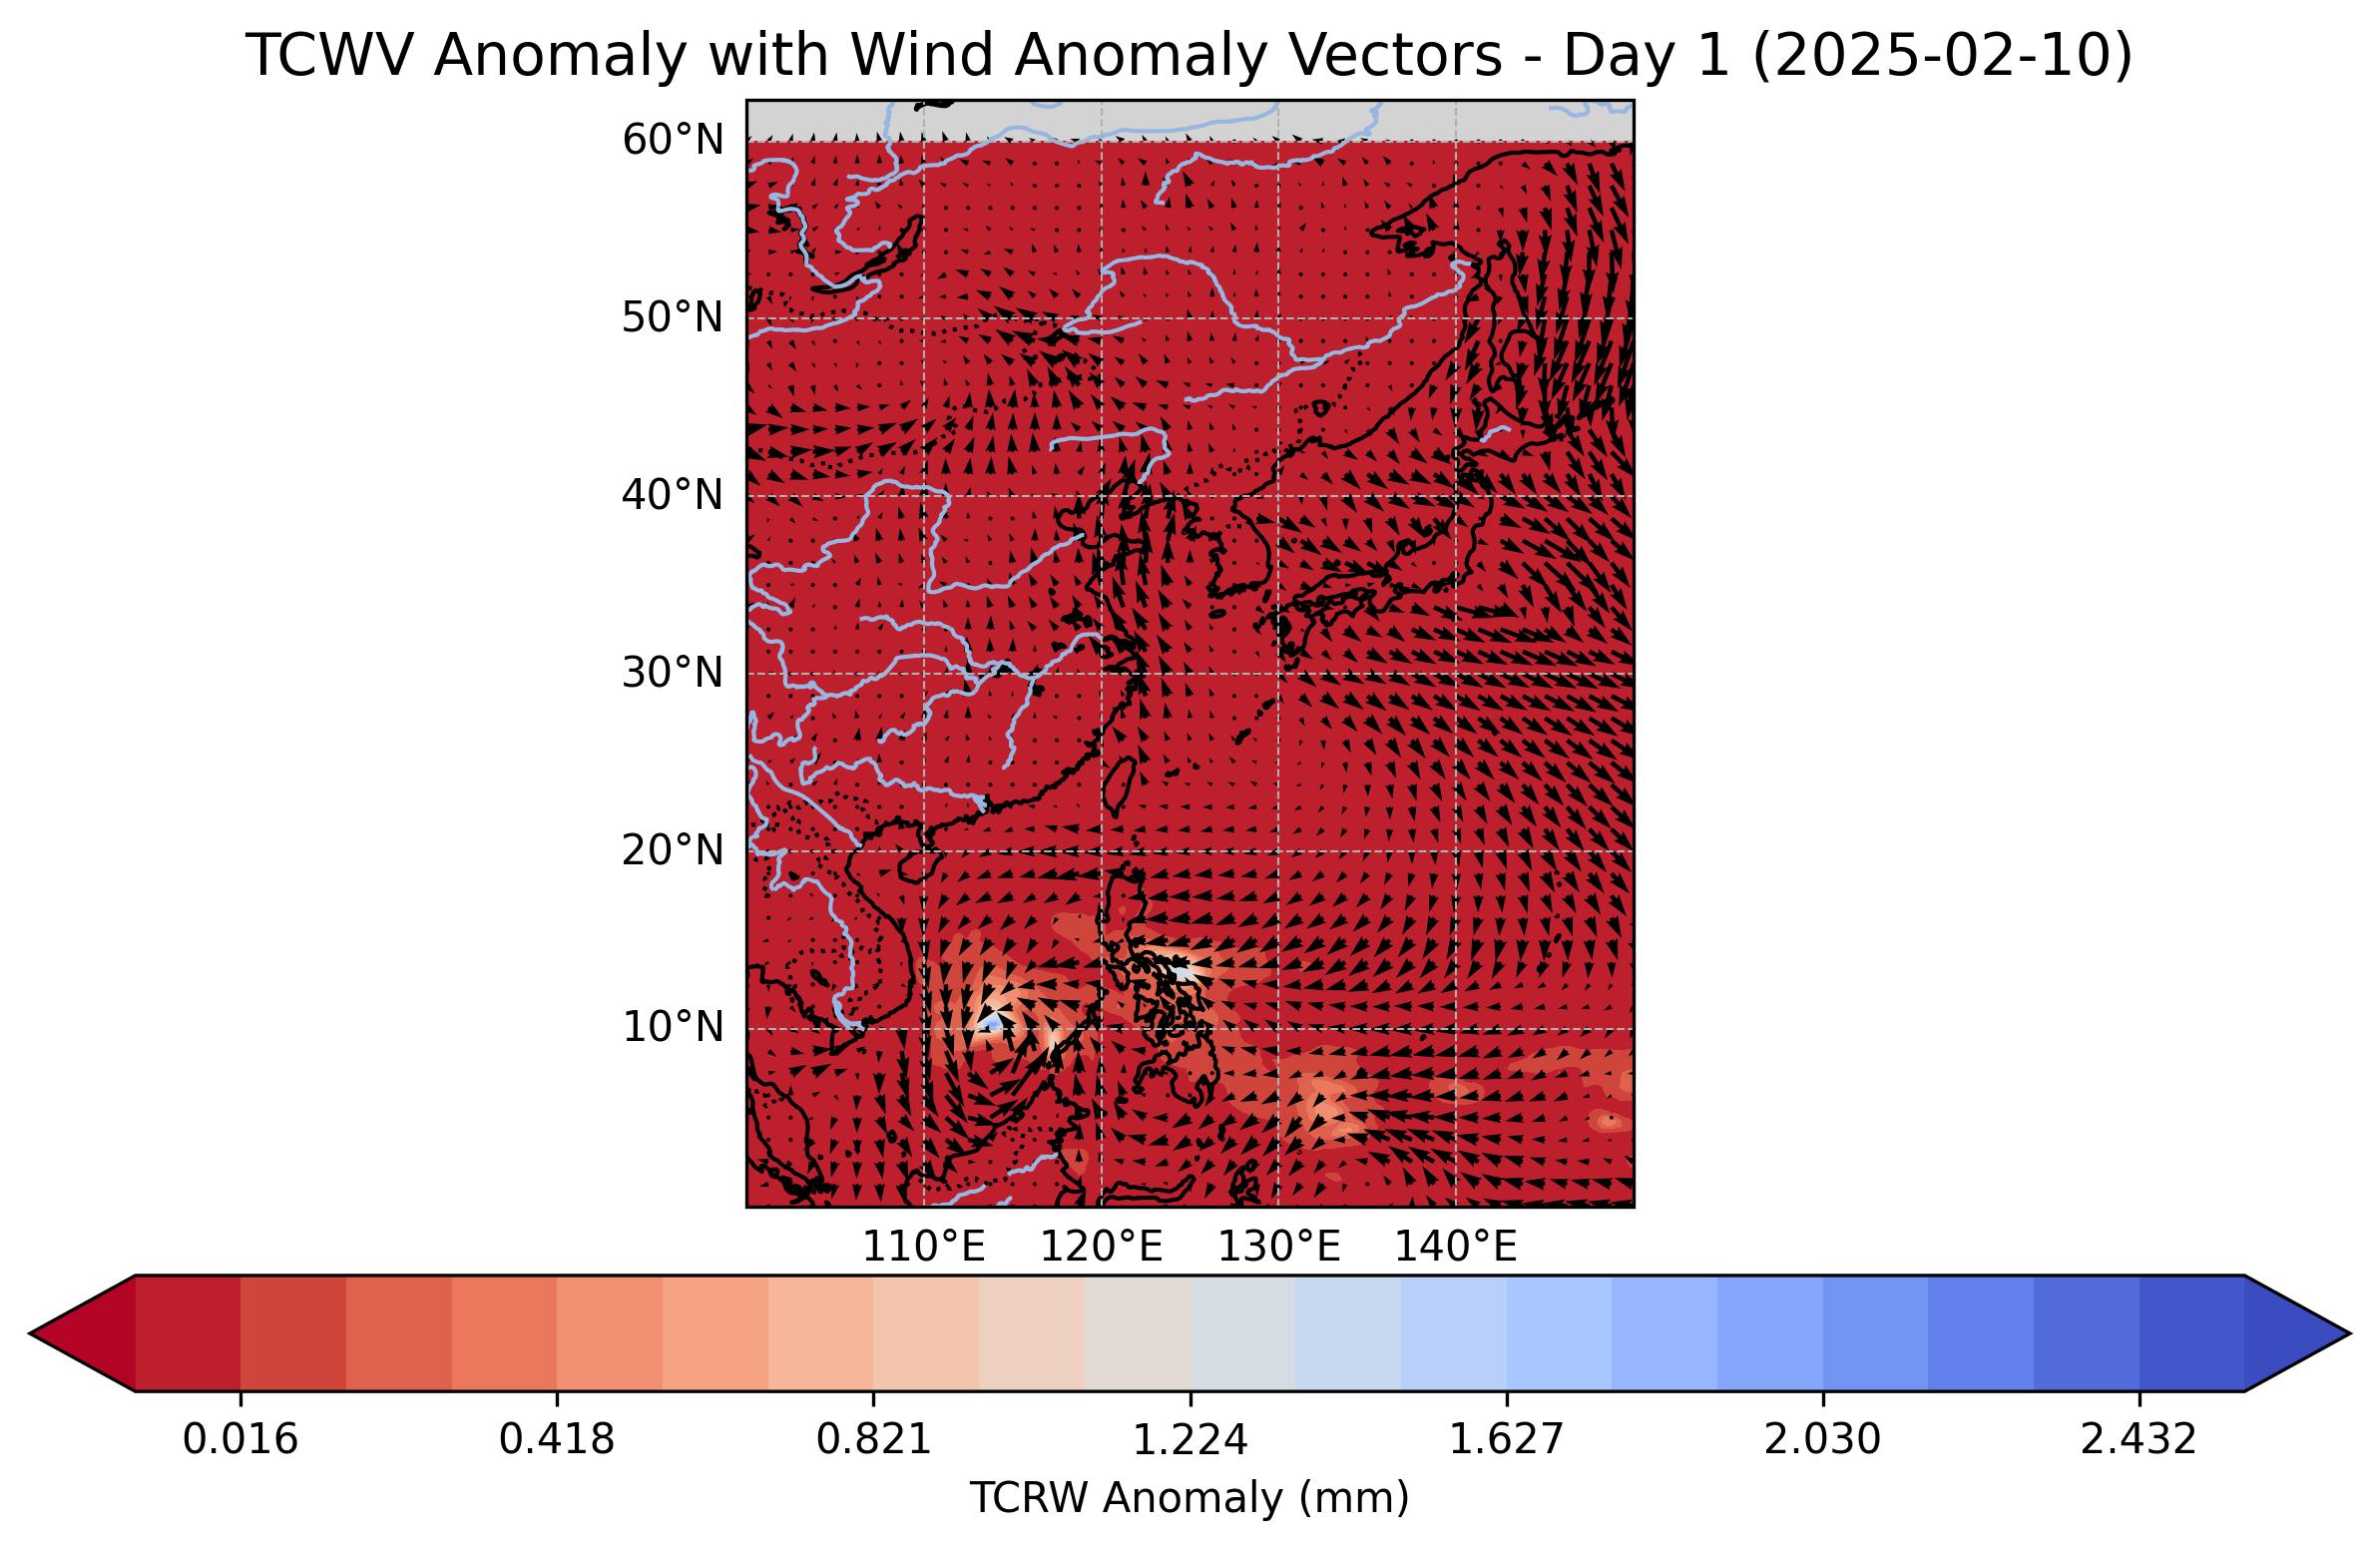 TCWV Anomaly with Wind Anomaly Vectors - Day 1 (2025-02-10)
60°N
50°N
40°N
30°N
20°N
10°N
110°E 120°E 130°E 140°E
0.016 0.418 0.821 1.224 1.627 2.030 2.432
TCRW Anomaly (mm)